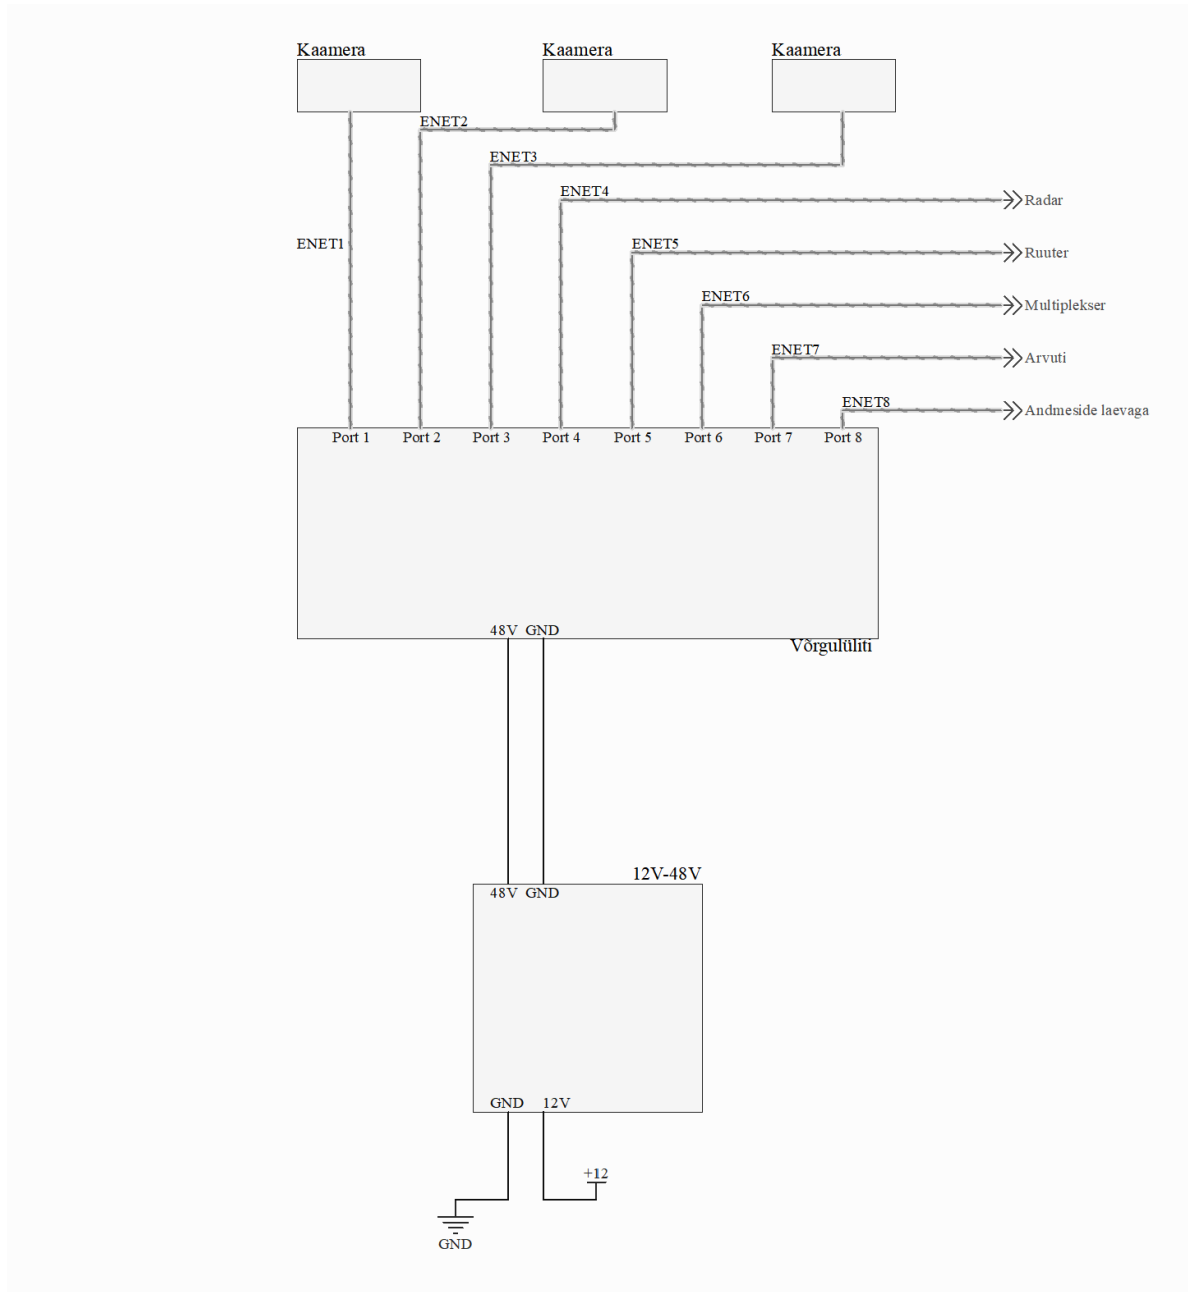 Kaamera
Kaamera
Kaamera
ENET2
ENET3
ENET4
Radar
ENET1
ENET5
Ruuter
ENET6
Multiplekser
ENET7
Arvuti
ENET8
Andmeside laevaga
Port 1
Port 2
Port 3
Port 4
Port 5
Port 6
Port 7
Port 8
48V
GND
Võrgulüliti
12V-48V
48V
GND
GND
12V
+12
GND